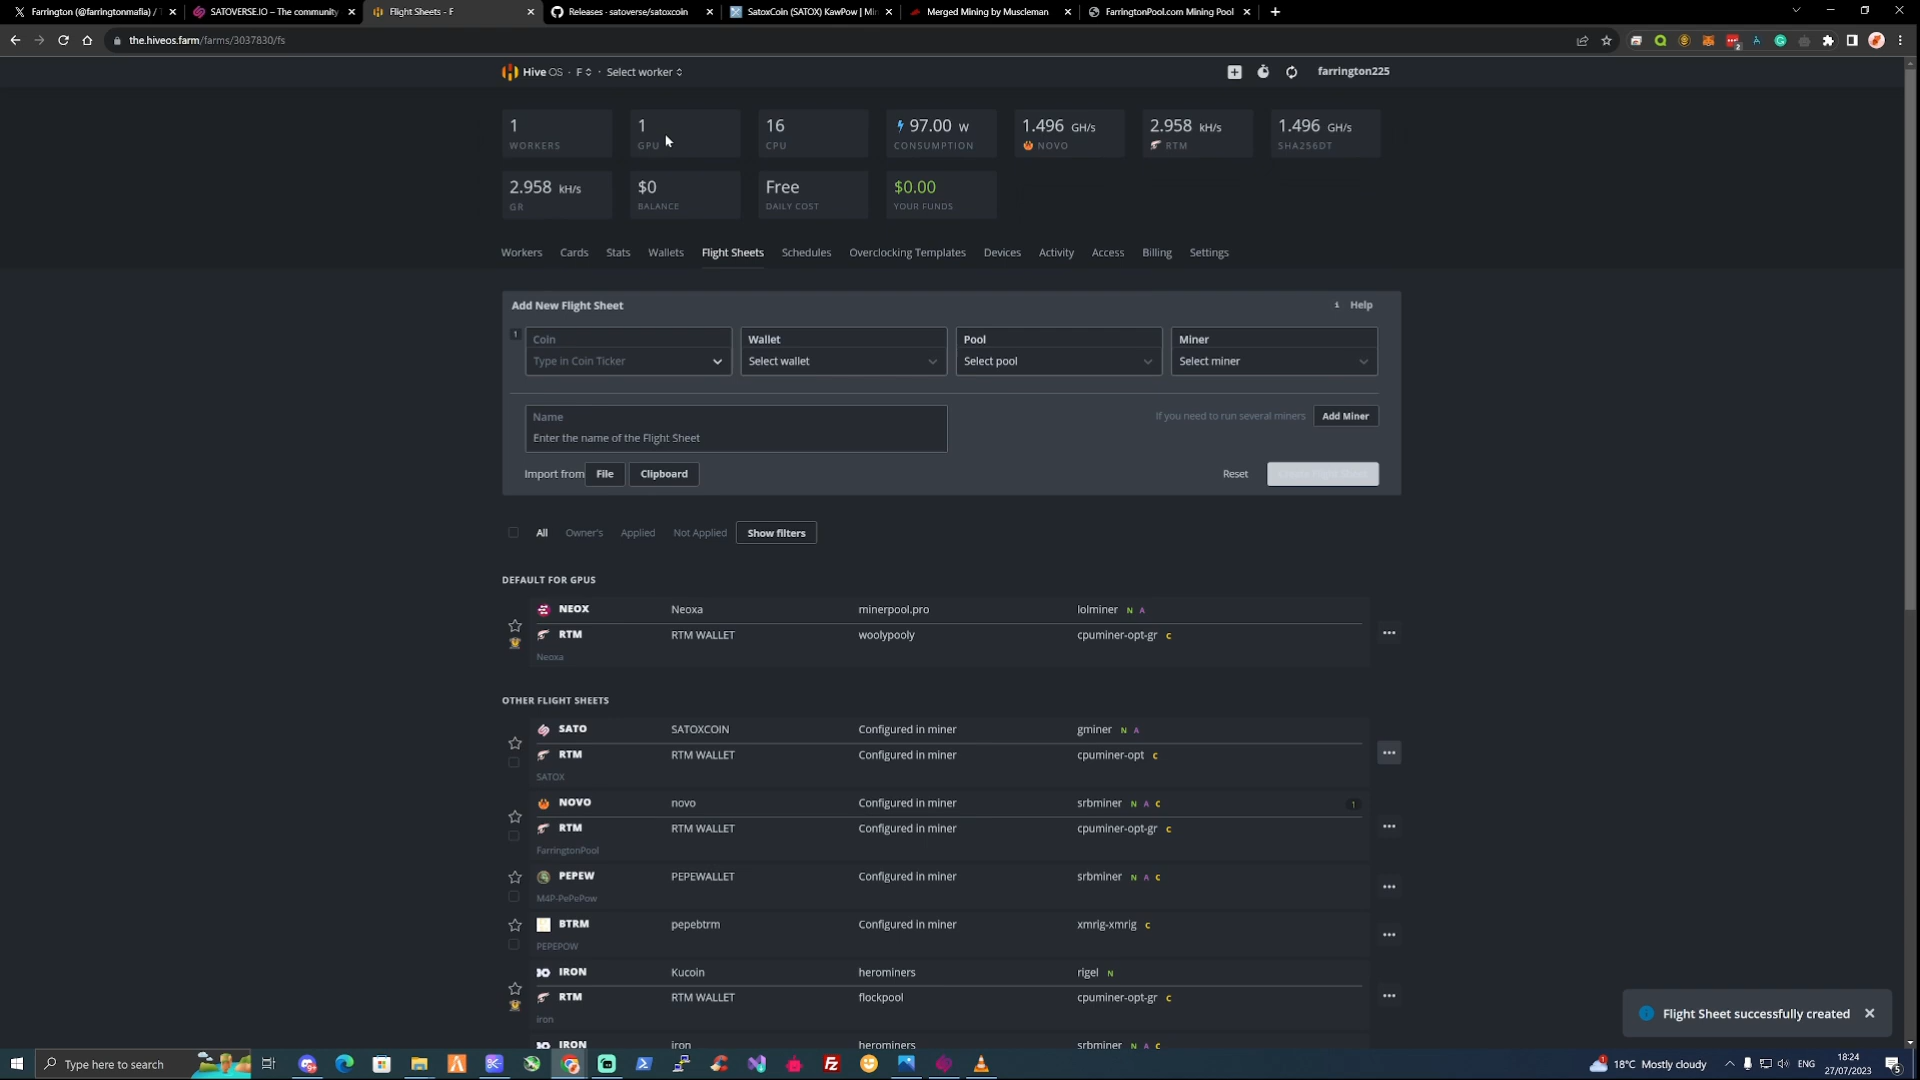 Farrington (@farringtonmafia) / T
SATOVERSE.IO – The community
Flight Sheets - F
Releases · satoverse/satoxcoin
SatoxCoin (SATOX) KawPow | Min
Merged Mining by Muscleman
FarringtonPool.com Mining Pool
the.hiveos.farm/farms/3037830/fs
Hive OS · F · Select worker
farrington225
1
WORKERS
1
GPU
16
CPU
97.00 W
CONSUMPTION
1.496 GH/s
NOVO
2.958 kH/s
RTM
1.496 GH/s
SHA256DT
2.958 kH/s
GR
$0
BALANCE
Free
DAILY COST
$0.00
YOUR FUNDS
Workers Cards Stats Wallets Flight Sheets Schedules Overclocking Templates Devices Activity Access Billing Settings
Add New Flight Sheet
Help
1
Coin
Type in Coin Ticker
Wallet
Select wallet
Pool
Select pool
Miner
Select miner
Name
Enter the name of the Flight Sheet
If you need to run several miners
Add Miner
Import from File Clipboard
Reset
All Owner's Applied Not Applied Show filters
DEFAULT FOR GPUS
NEOX Neoxa minerpool.pro lolminer N A
RTM RTM WALLET woolypooly cpuminer-opt-gr C
Neoxa
OTHER FLIGHT SHEETS
SATO SATOXCOIN Configured in miner gminer N A
RTM RTM WALLET Configured in miner cpuminer-opt C
SATOX
NOVO novo Configured in miner srbminer N A C 1
RTM RTM WALLET Configured in miner cpuminer-opt-gr C
FarringtonPool
PEPEW PEPEWALLET Configured in miner srbminer N A C
M4P-PePePow
BTRM pepebtrm Configured in miner xmrig-xmrig C
PEPEPOW
IRON Kucoin herominers rigel N
RTM RTM WALLET flockpool cpuminer-opt-gr C
iron
IRON iron herominers srbminer N A C
Flight Sheet successfully created
Type here to search
18°C Mostly cloudy
ENG
18:24
27/07/2023
5